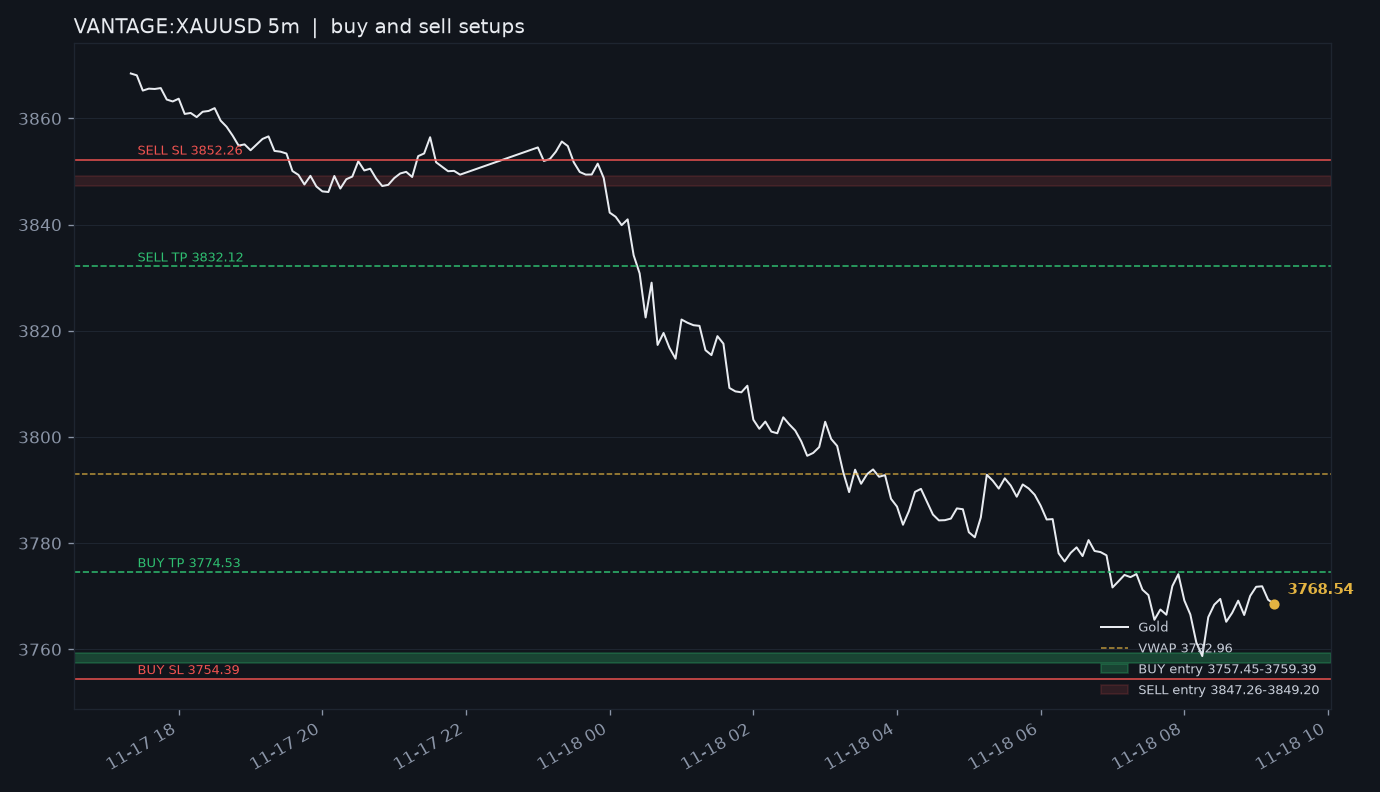 VANTAGE:XAUUSD 5m | buy and sell setups
3860
SELL SL 3852.26
3840
SELL TP 3832.12
3820
3800
3780
BUY TP 3774.53
3768.54
Gold
3760
VWAP 3792.96
BUY SL 3754.39
BUY entry 3757.45-3759.39
SELL entry 3847.26-3849.20
11-17 18
11-17 20
11-17 22
11-18 00
11-18 02
11-18 04
11-18 06
11-18 08
11-18 10